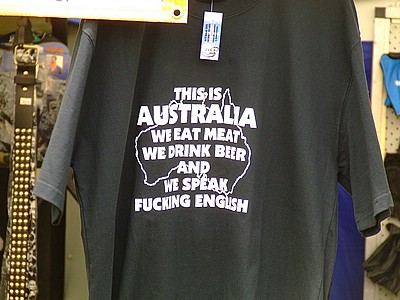 THIS IS
AUSTRALIA
WE EAT MEAT
WE DRINK BEER
AND
WE SPEAK
FUCKING ENGLISH